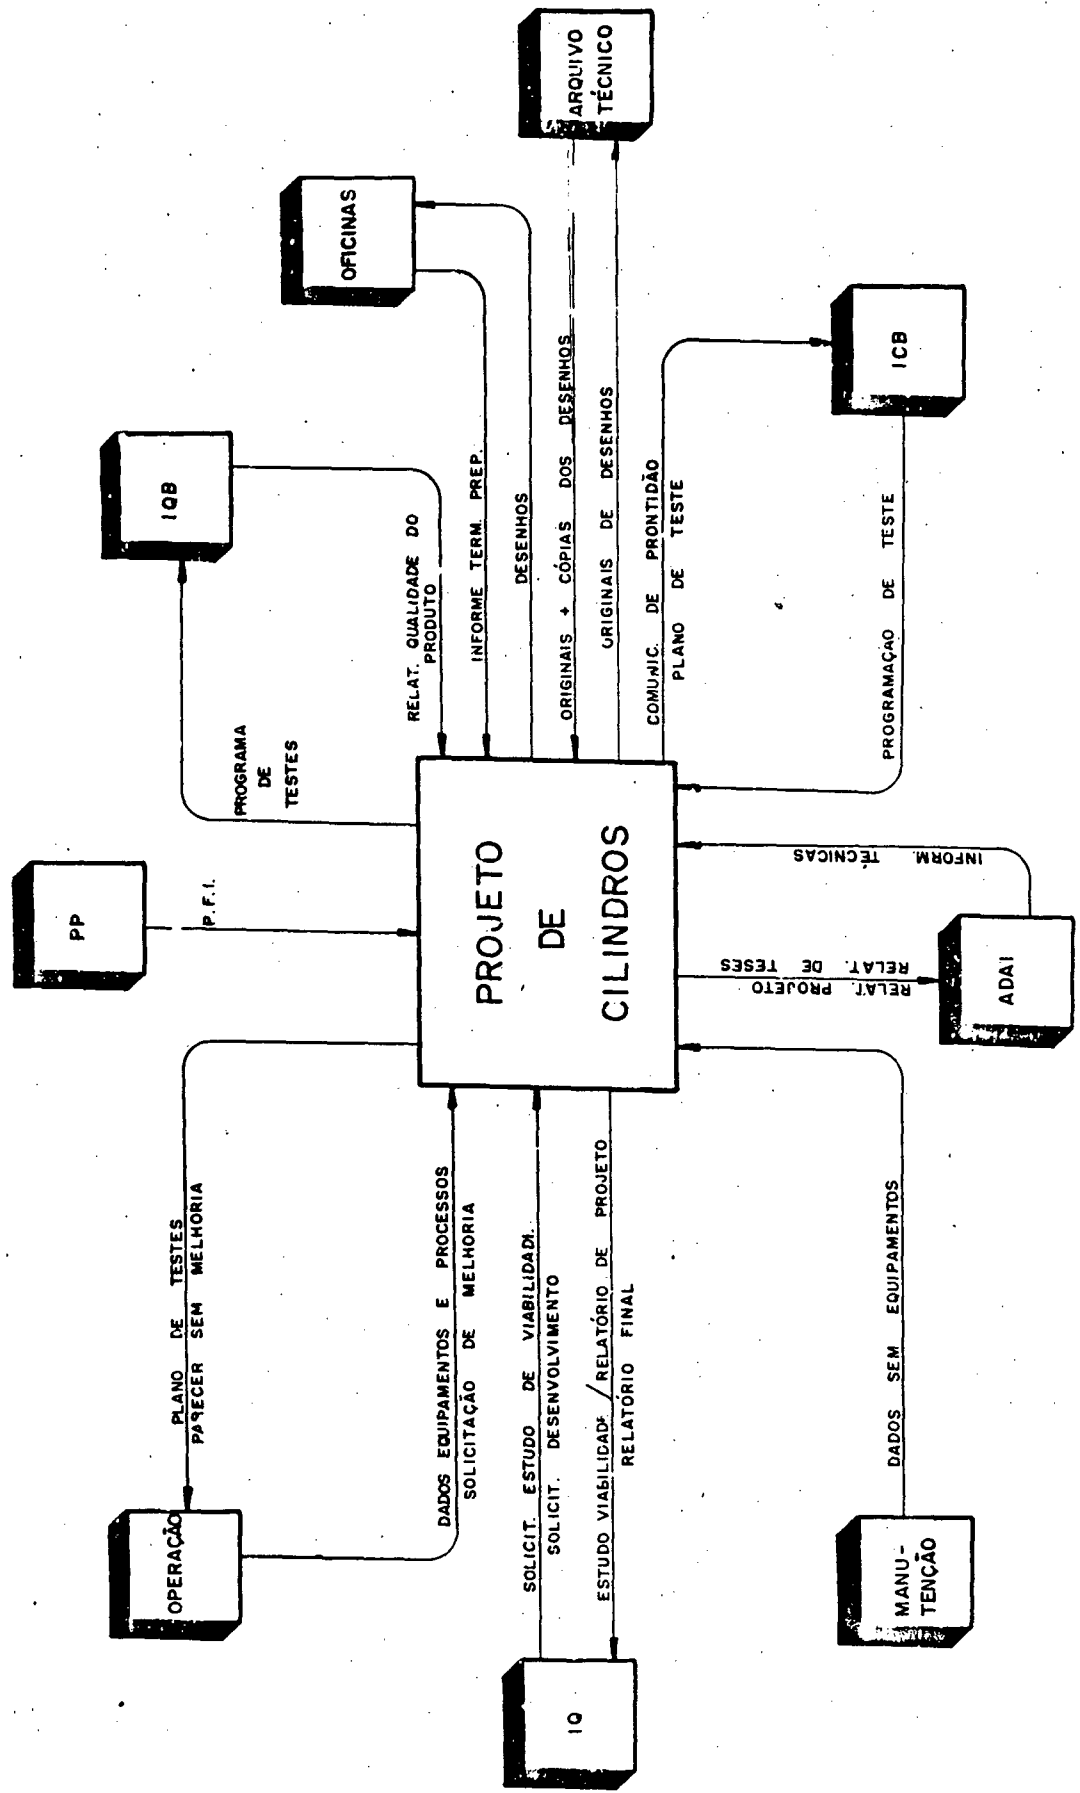 PP
P.F.I.
OPERAÇÃO
PLANO DE TESTES
PARECER SEM MELHORIA
PROGRAMA
DE
TESTES
IQB
RELAT. QUALIDADE DO
PRODUTO
DADOS EQUIPAMENTOS E PROCESSOS
SOLICITAÇÃO DE MELHORIA
INFORME TERM. PREP.
OFICINAS
DESENHOS
IQ
SOLICIT. ESTUDO DE VIABILIDADE
SOLICIT. DESENVOLVIMENTO
PROJETO
DE
CILINDROS
ORIGINAIS + CÓPIAS DOS DESENHOS
ORIGINAIS DE DESENHOS
ARQUIVO
TÉCNICO
ESTUDO VIABILIDADE / RELATÓRIO DE PROJETO
RELATÓRIO FINAL
COMUNIC. DE PRONTIDÃO
PLANO DE TESTE
ICB
PROGRAMAÇÃO DE TESTE
MANU-
TENÇÃO
DADOS SEM EQUIPAMENTOS
RELAT. PROJETO
RELAT. DE TESES
INFORM. TÉCNICAS
ADAI